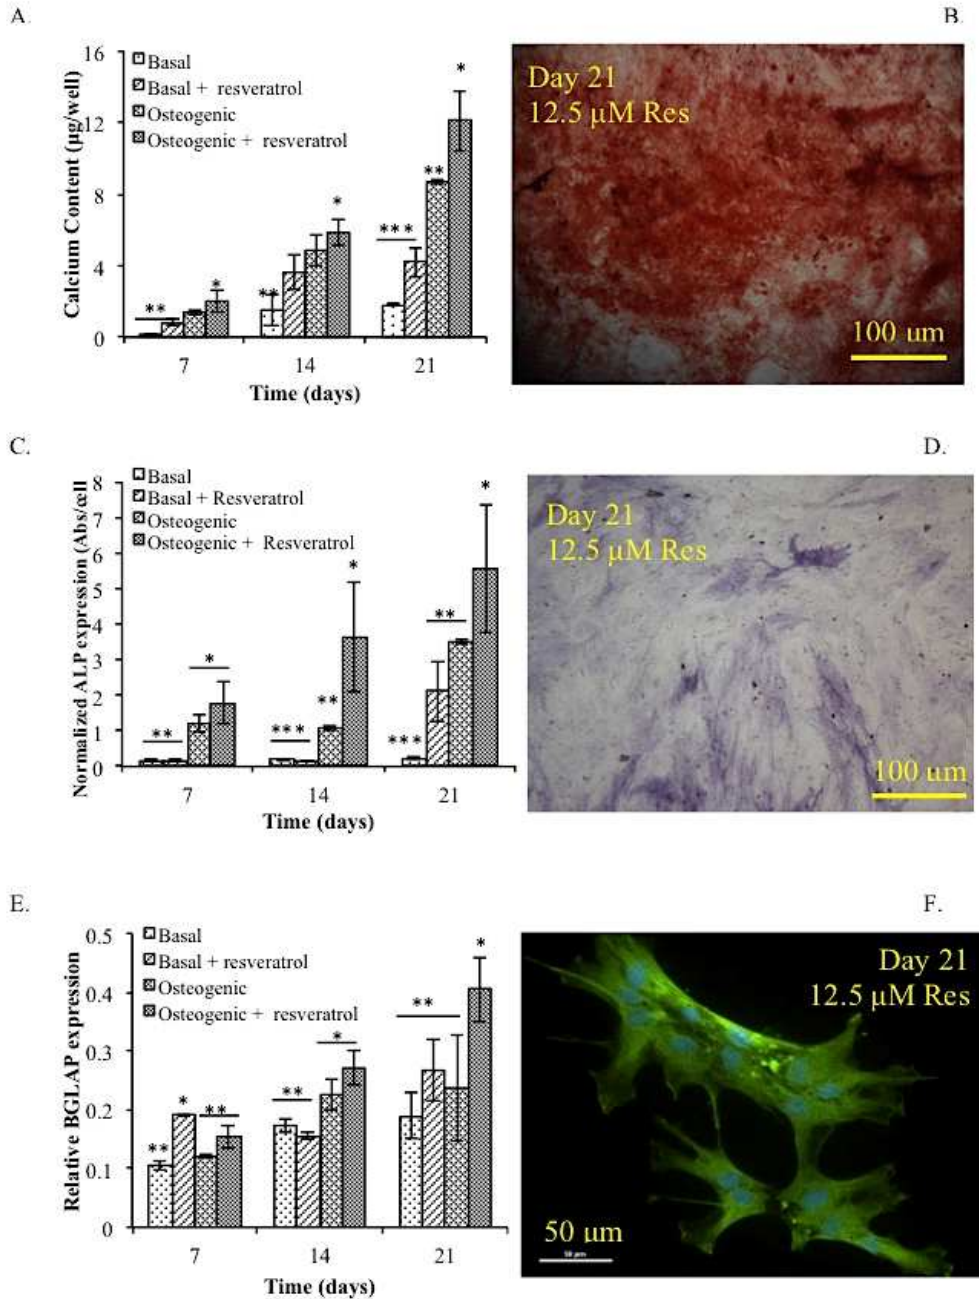 A.
B.
16
12
8
4
0
Calcium Content (μg/well)
Basal
Basal + resveratrol
Osteogenic
Osteogenic + resveratrol
**
*
**
*
***
**
*
7 14 21
Time (days)
Day 21
12.5 μM Res
100 um
C.
D.
8
7
6
5
4
3
2
1
0
Normalized ALP expression (Abs/cell
Basal
Basal + Resveratrol
Osteogenic
Osteogenic + Resveratrol
**
*
***
**
*
***
**
*
7 14 21
Time (days)
Day 21
12.5 μM Res
100 um
E.
F.
0.5
0.4
0.3
0.2
0.1
0
Relative BGLAP expression
Basal
Basal + resveratrol
Osteogenic
Osteogenic + resveratrol
**
*
**
**
*
**
*
7 14 21
Time (days)
Day 21
12.5 μM Res
50 μm
50 μm